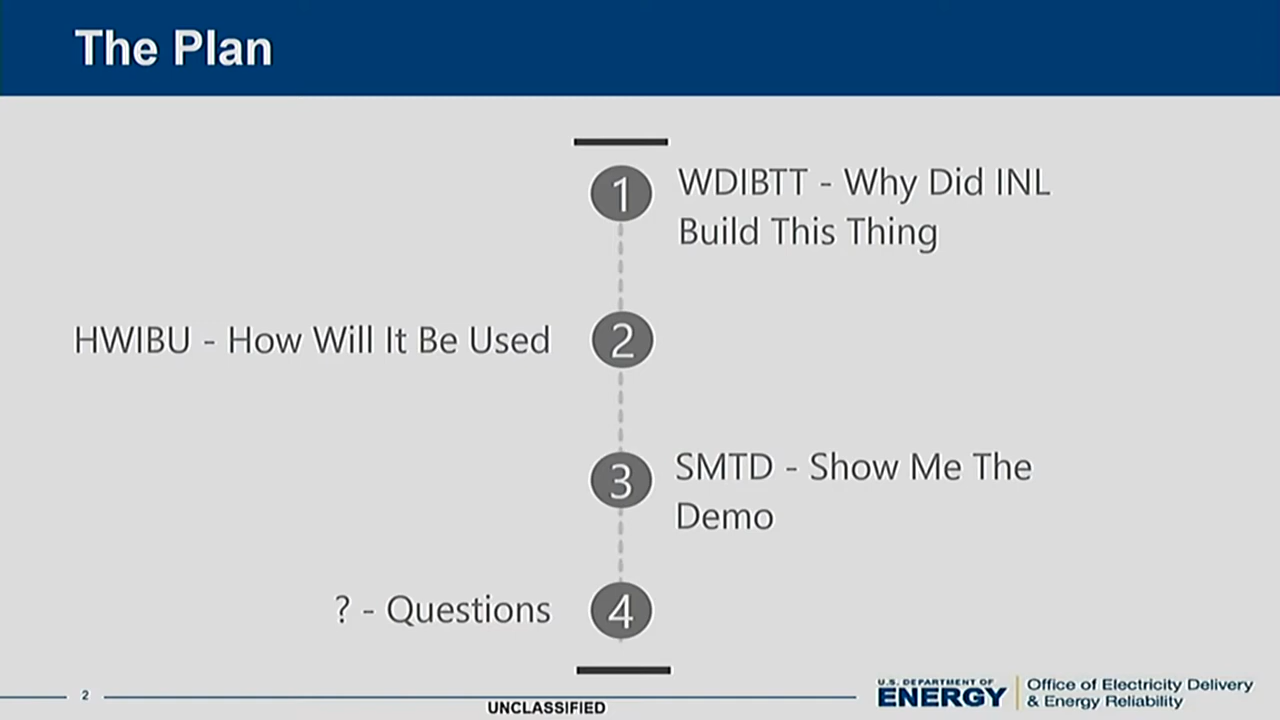 The Plan
1
WDIBTT - Why Did INL
Build This Thing
HWIBU - How Will It Be Used
2
3
SMTD - Show Me The
Demo
? - Questions
4
2
UNCLASSIFIED
U.S. DEPARTMENT OF
ENERGY
Office of Electricity Delivery
& Energy Reliability